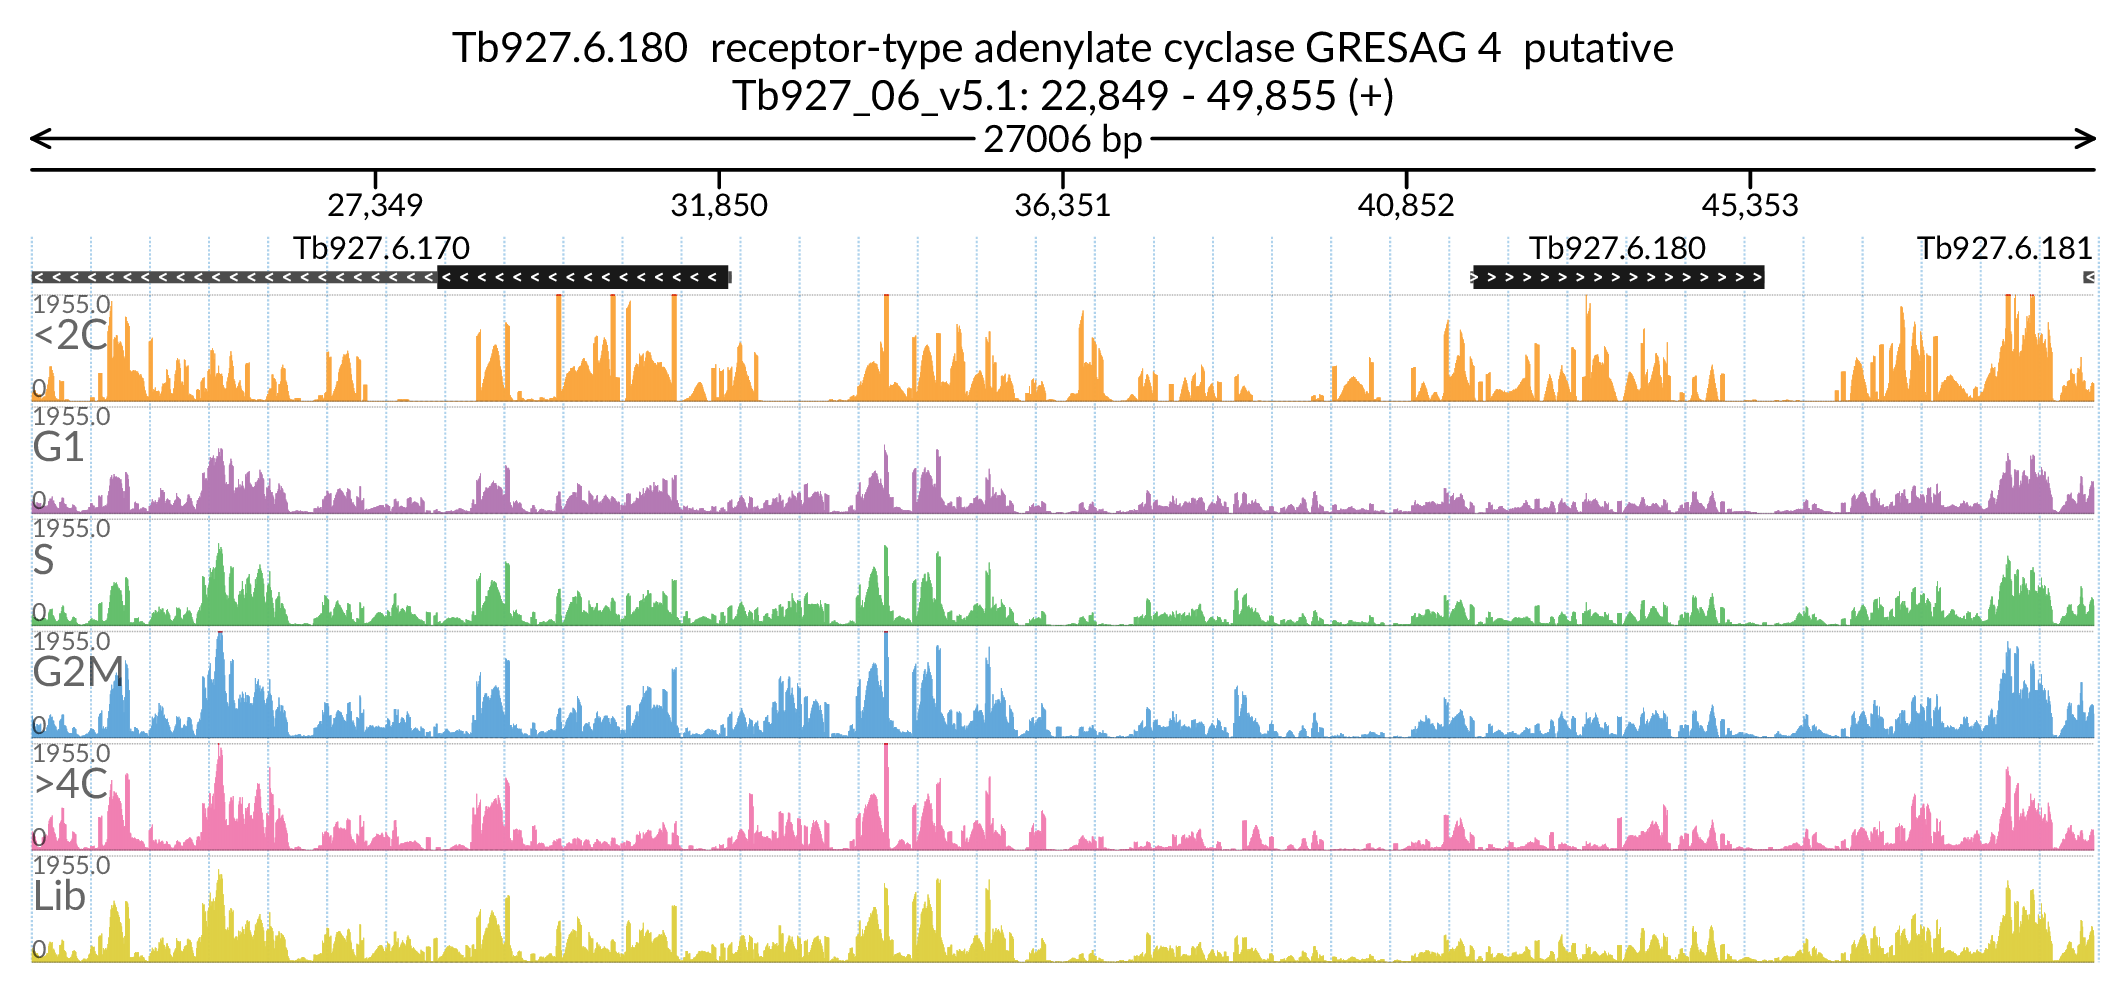 Tb927.6.180  receptor-type adenylate cyclase GRESAG 4  putative
Tb927_06_v5.1: 22,849 - 49,855 (+)
27006 bp
27,349 31,850 36,351 40,852 45,353
Tb927.6.170 Tb927.6.180 Tb927.6.181
1955.0
<2C
0
1955.0
G1
0
1955.0
S
0
1955.0
G2M
0
1955.0
>4C
0
1955.0
Lib
0